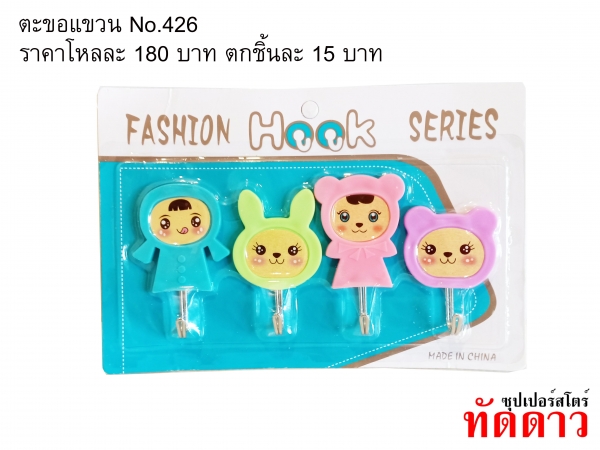 ตะขอแขวน No.426
ราคาโหลละ 180 บาท ตกชิ้นละ 15 บาท
FASHION Hook SERIES
MADE IN CHINA
ซุปเปอร์สโตร์
ทัดดาว